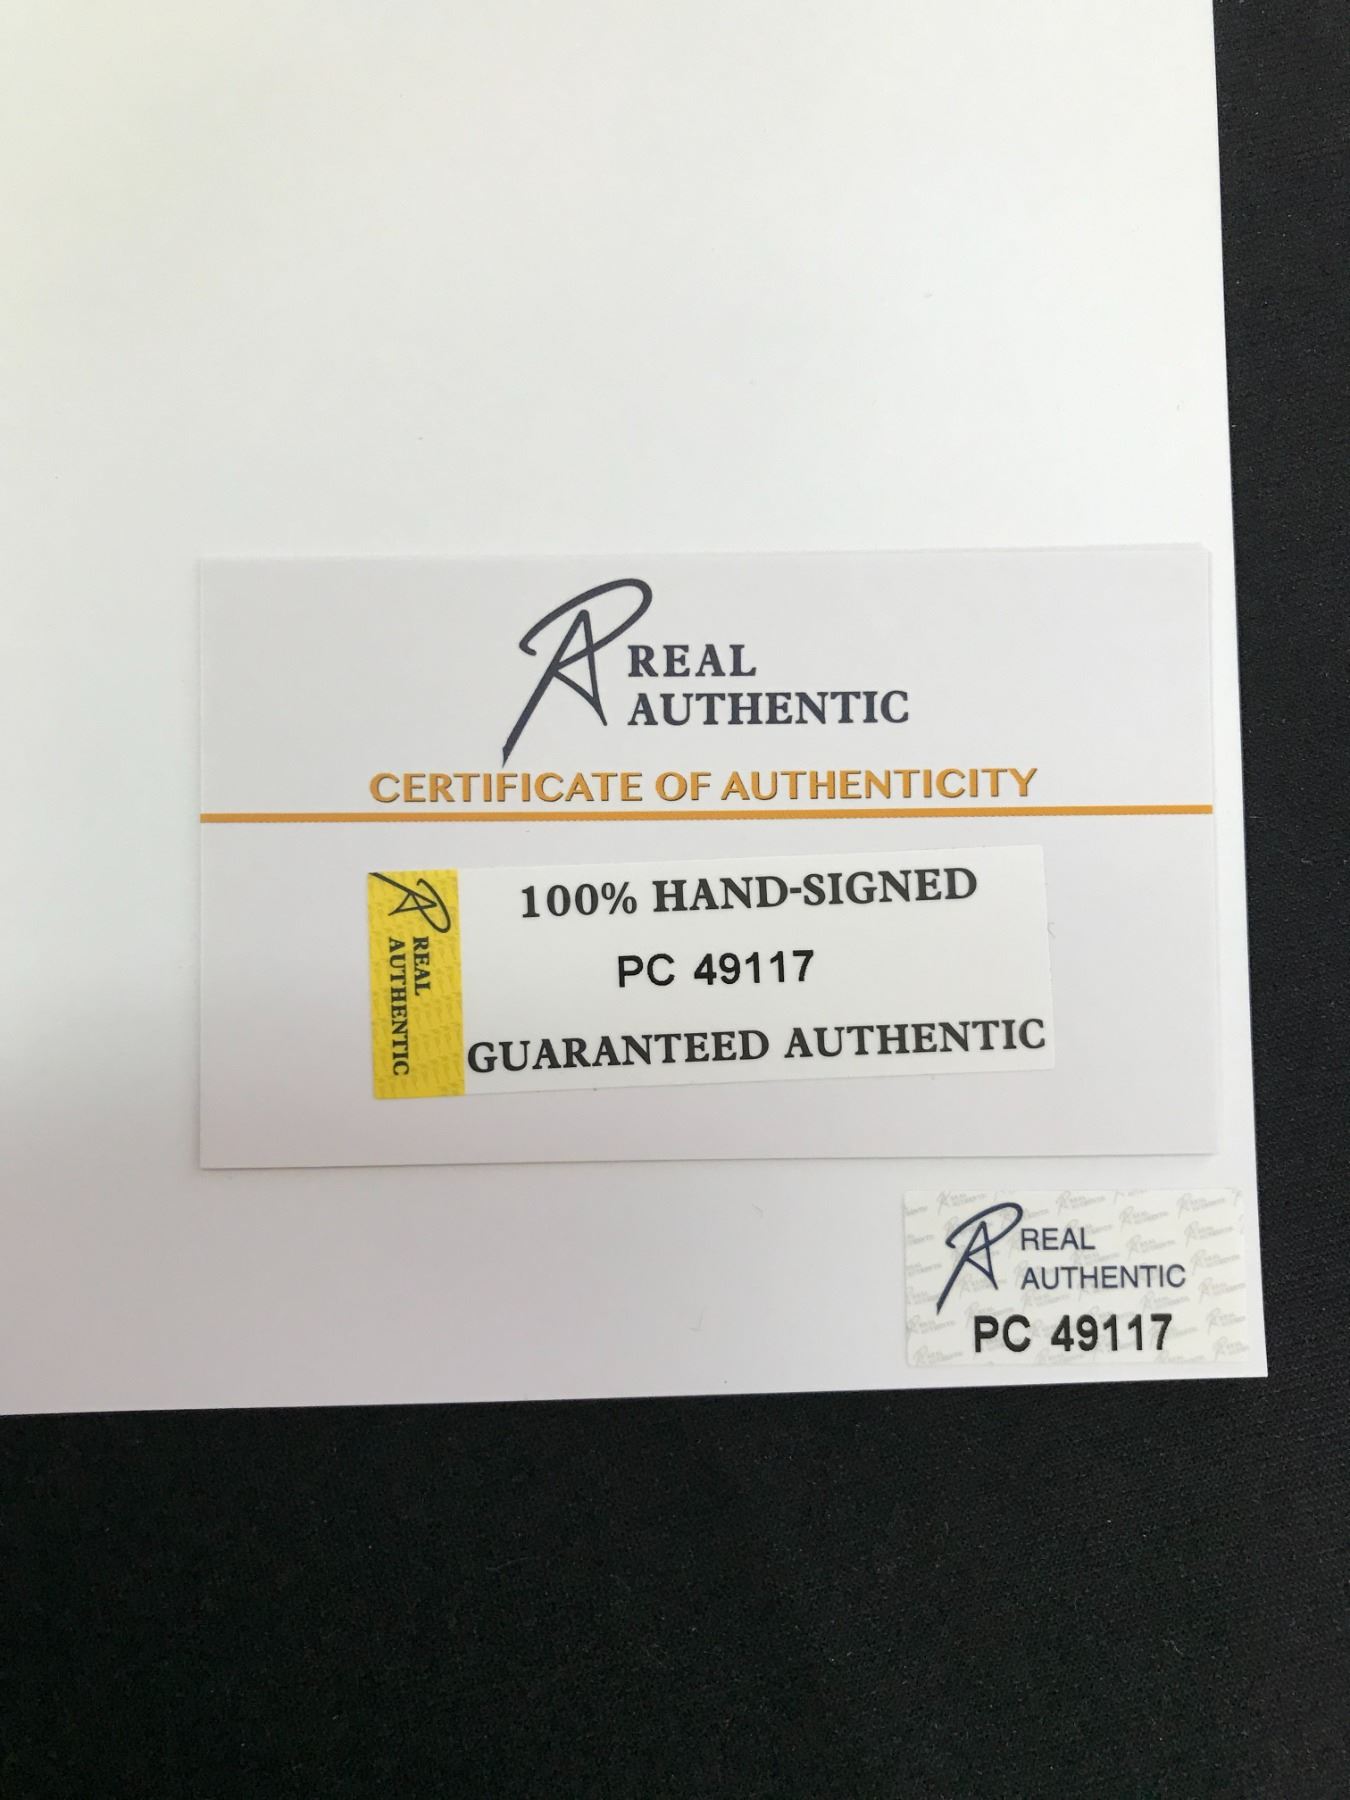 REAL
AUTHENTIC
CERTIFICATE OF AUTHENTICITY
REAL
AUTHENTIC
100% HAND-SIGNED
PC 49117
GUARANTEED AUTHENTIC
REAL
AUTHENTIC
PC 49117